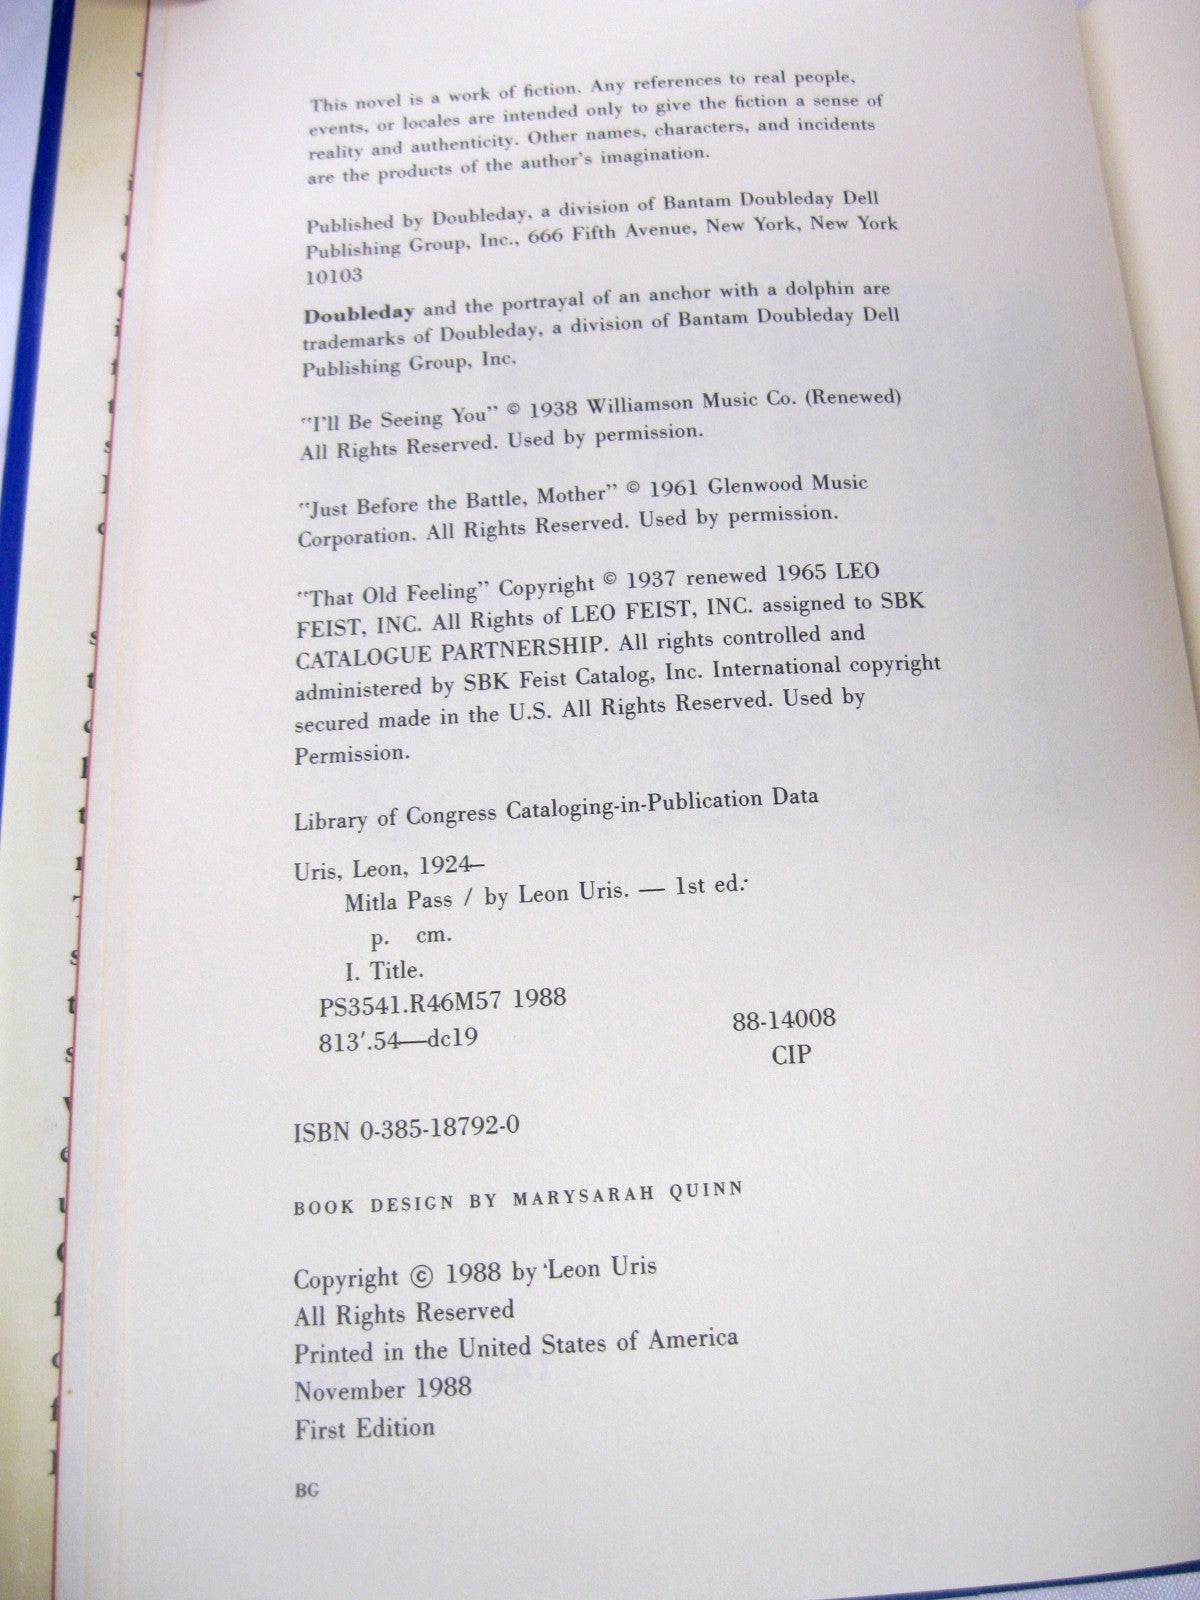 This novel is a work of fiction. Any references to real people,
events, or locales are intended only to give the fiction a sense of
reality and authenticity. Other names, characters, and incidents
are the products of the author's imagination.
Published by Doubleday, a division of Bantam Doubleday Dell
Publishing Group, Inc., 666 Fifth Avenue, New York, New York
10103
Doubleday and the portrayal of an anchor with a dolphin are
trademarks of Doubleday, a division of Bantam Doubleday Dell
Publishing Group, Inc.
"I'll Be Seeing You" © 1938 Williamson Music Co. (Renewed)
All Rights Reserved. Used by permission.
"Just Before the Battle, Mother" © 1961 Glenwood Music
Corporation. All Rights Reserved. Used by permission.
"That Old Feeling" Copyright © 1937 renewed 1965 LEO
FEIST, INC. All Rights of LEO FEIST, INC. assigned to SBK
CATALOGUE PARTNERSHIP. All rights controlled and
administered by SBK Feist Catalog, Inc. International copyright
secured made in the U.S. All Rights Reserved. Used by
Permission.
Library of Congress Cataloging-in-Publication Data
Uris, Leon, 1924–
Mitla Pass / by Leon Uris. — 1st ed.
p. cm.
I. Title.
PS3541.R46M57 1988
813'.54—dc19
88-14008
CIP
ISBN 0-385-18792-0
BOOK DESIGN BY MARYSARAH QUINN
Copyright © 1988 by Leon Uris
All Rights Reserved
Printed in the United States of America
November 1988
First Edition
BG